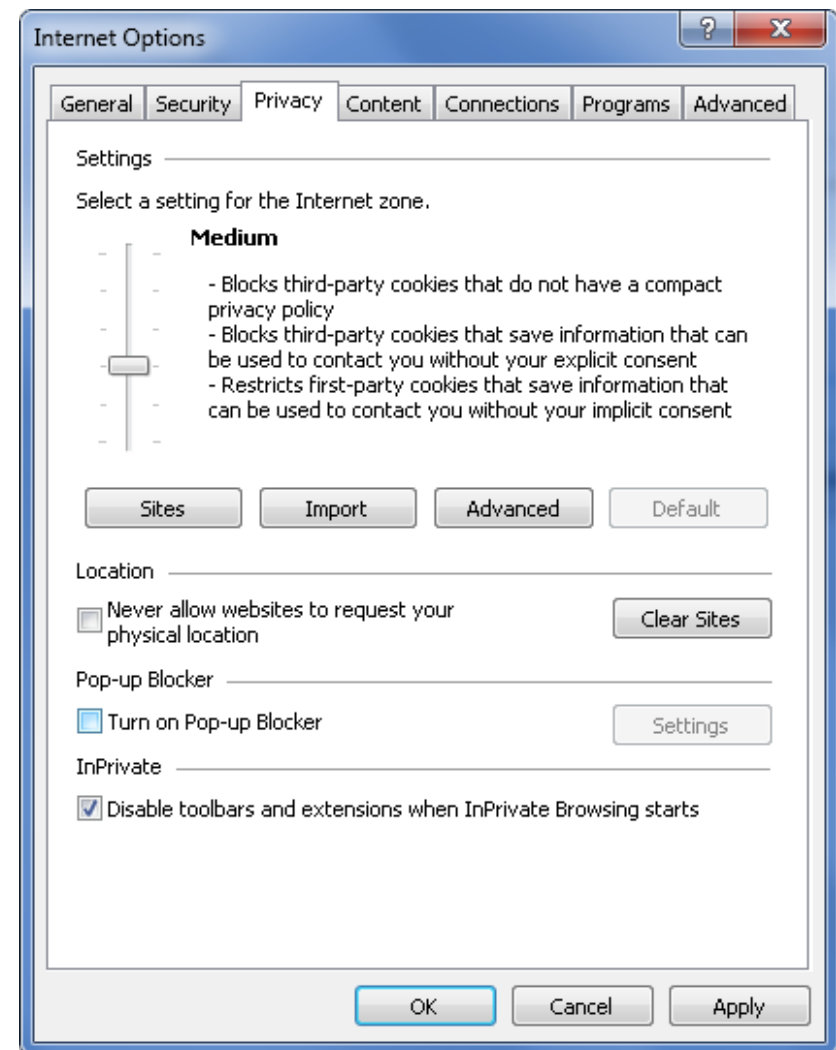 Internet Options
General Security Privacy Content Connections Programs Advanced
Settings
Select a setting for the Internet zone.
Medium
- Blocks third-party cookies that do not have a compact
privacy policy
- Blocks third-party cookies that save information that can
be used to contact you without your explicit consent
- Restricts first-party cookies that save information that
can be used to contact you without your implicit consent
Sites Import Advanced Default
Location
Never allow websites to request your
physical location
Clear Sites
Pop-up Blocker
Turn on Pop-up Blocker Settings
InPrivate
Disable toolbars and extensions when InPrivate Browsing starts
OK Cancel Apply